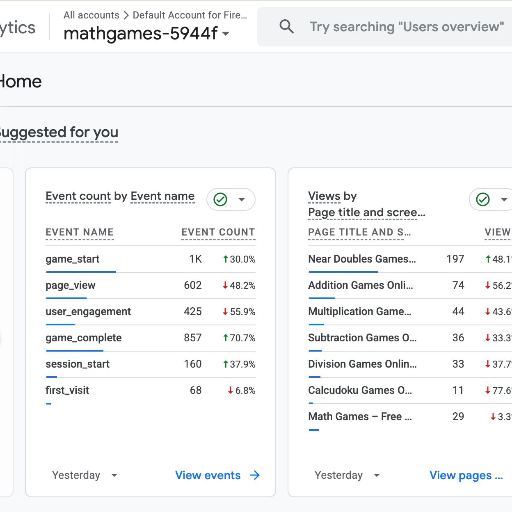 ytics
All accounts > Default Account for Fire...
mathgames-5944f
Try searching "Users overview"
Home
Suggested for you
Event count by Event name
EVENT NAME EVENT COUNT
game_start 1K ↑30.0%
page_view 602 ↓48.2%
user_engagement 425 ↓55.9%
game_complete 857 ↑70.7%
session_start 160 ↑37.9%
first_visit 68 ↓6.8%
Yesterday View events →
Views by
Page title and scree...
PAGE TITLE AND S... VIEW
Near Doubles Games... 197 ↑48.1
Addition Games Onli... 74 ↓56.2
Multiplication Game... 44 ↓43.6
Subtraction Games O... 36 ↓33.3
Division Games Onlin... 33 ↓37.7
Calcudoku Games O... 11 ↓77.6
Math Games – Free ... 29 ↓3.3
Yesterday View pages ...